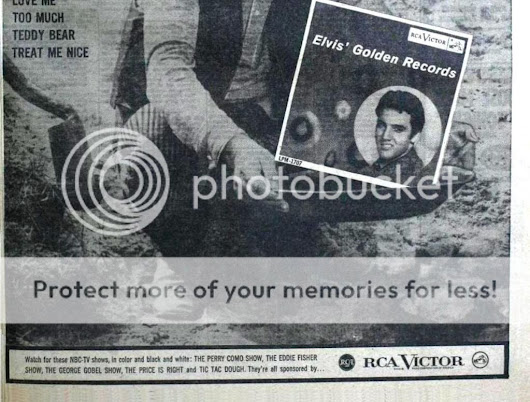 LOVE ME
TOO MUCH
TEDDY BEAR
TREAT ME NICE
RCA VICTOR
Elvis' Golden Records
LPM-1707
photobucket
Protect more of your memories for less!
Watch for these NBC-TV shows, in color and black and white: THE PERRY COMO SHOW, THE EDDIE FISHER
SHOW, THE GEORGE GOBEL SHOW, THE PRICE IS RIGHT and TIC TAC DOUGH. They're all sponsored by...
RCA
RCA VICTOR